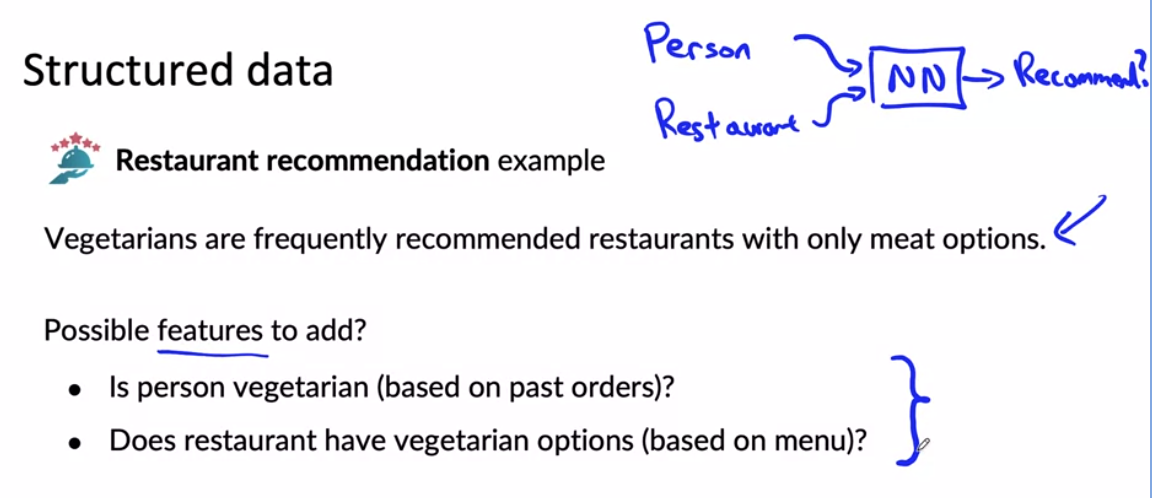 Structured data
Person
Restaurant
NN
Recommend?
Restaurant recommendation example
Vegetarians are frequently recommended restaurants with only meat options.
Possible features to add?
• Is person vegetarian (based on past orders)?
• Does restaurant have vegetarian options (based on menu)?